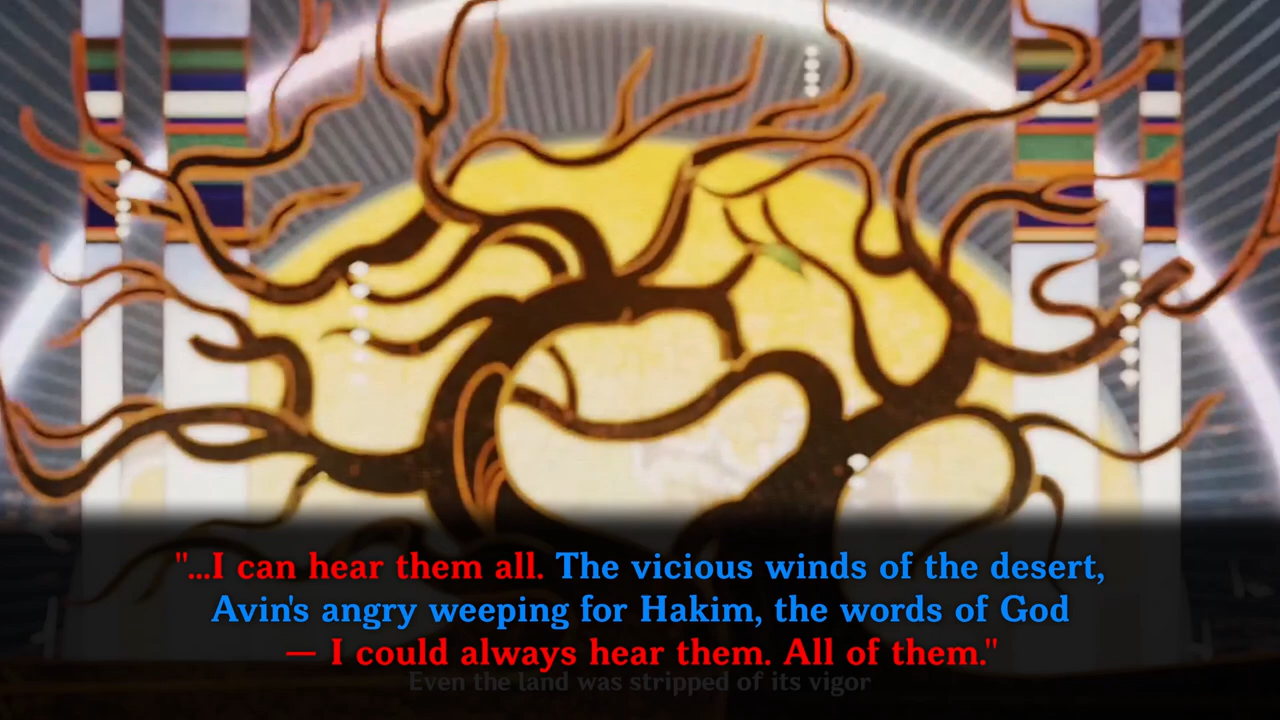 "...I can hear them all. The vicious winds of the desert,
Avin's angry weeping for Hakim, the words of God
— I could always hear them. All of them."
Even the land was stripped of its vigor